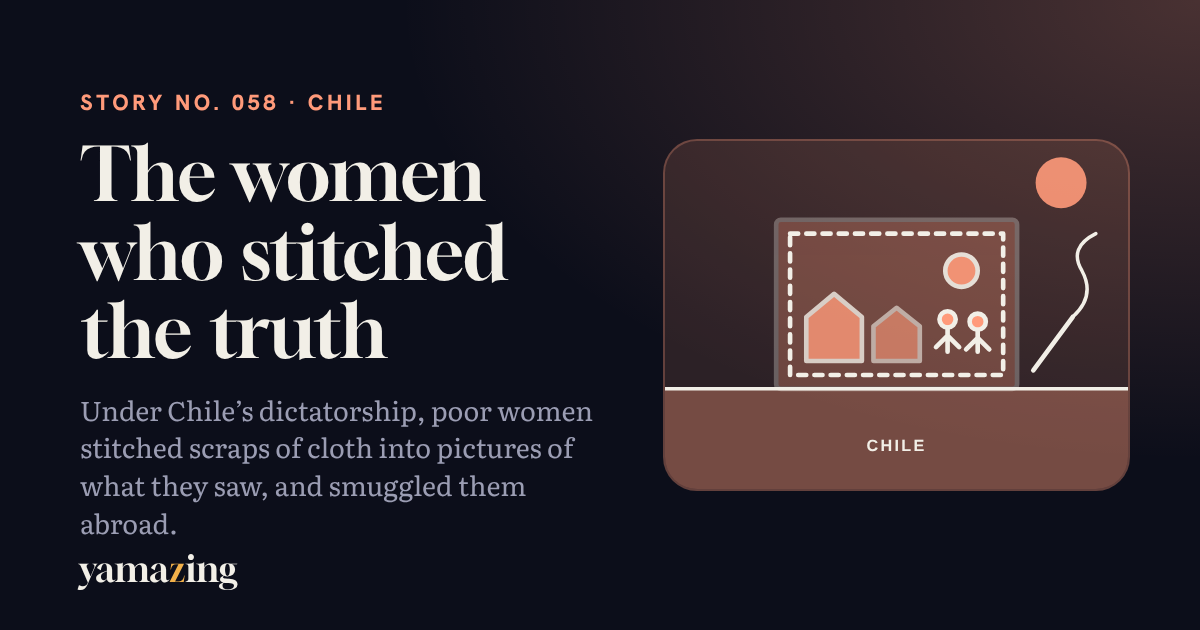 STORY NO. 058 · CHILE
The women
who stitched
the truth
Under Chile’s dictatorship, poor women
stitched scraps of cloth into pictures of
what they saw, and smuggled them
abroad.
yamazing
CHILE